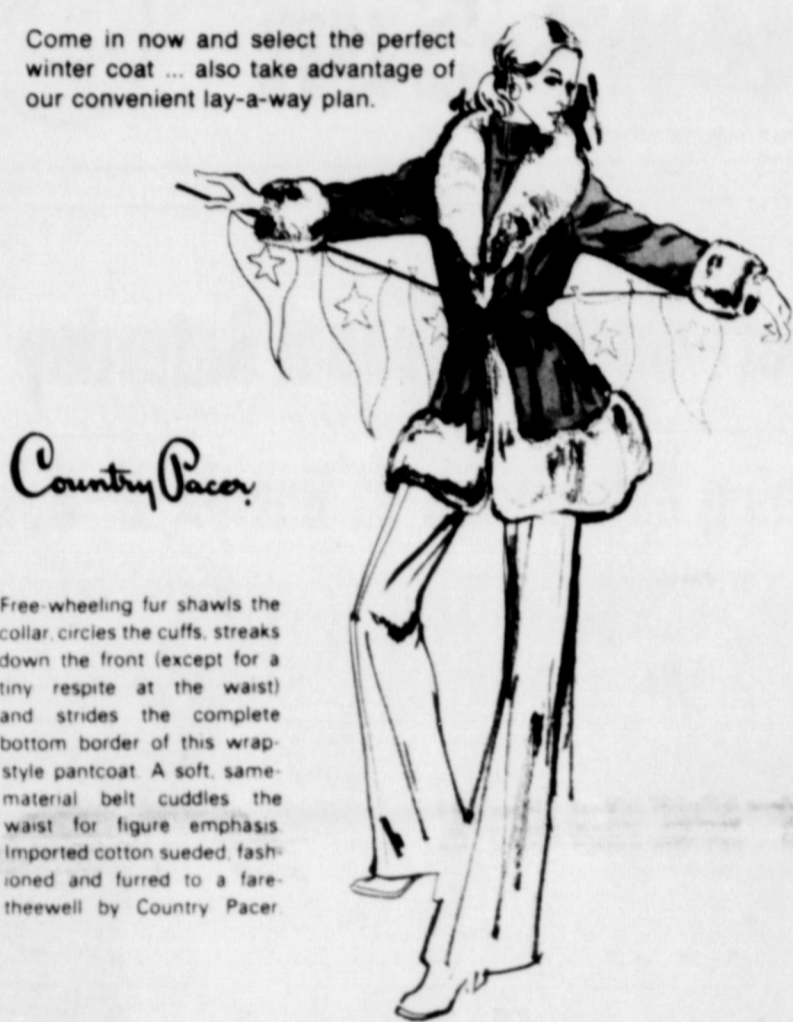 Come in now and select the perfect
winter coat ... also take advantage of
our convenient lay-a-way plan.
Country Pacer
Free-wheeling fur shawls the
collar, circles the cuffs, streaks
down the front (except for a
tiny respite at the waist)
and strides the complete
bottom border of this wrap-
style pantcoat. A soft, same-
material belt cuddles the
waist for figure emphasis.
Imported cotton sueded, fash-
ioned and furred to a fare-
theewell by Country Pacer.